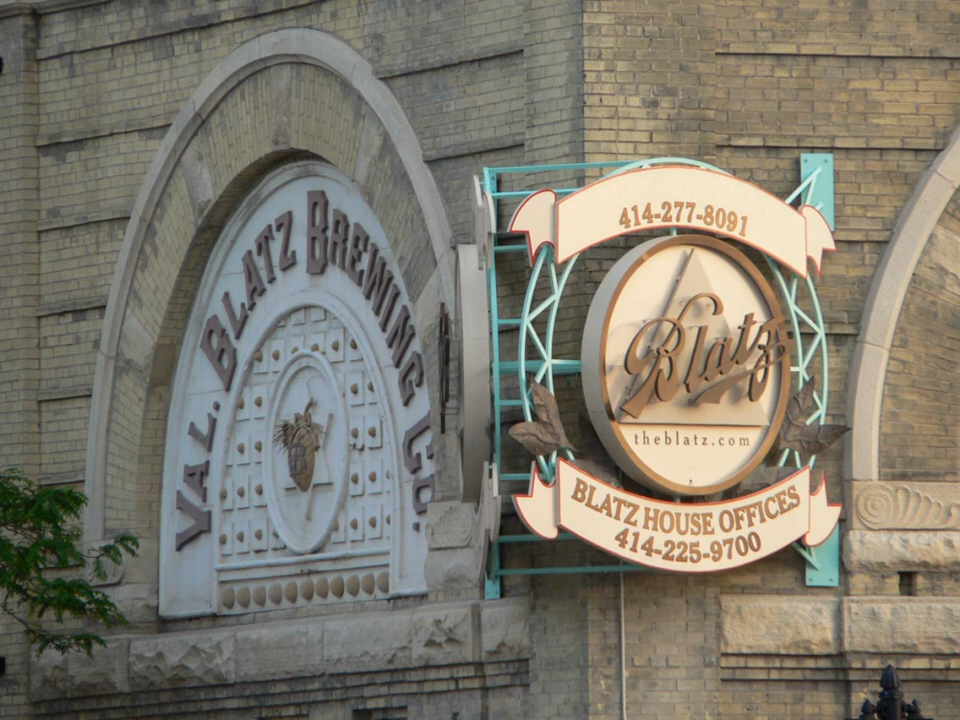 VAL. BLATZ BREWING CO.
414-277-8091
Blatz
theblatz.com
BLATZ HOUSE OFFICES
414-225-9700